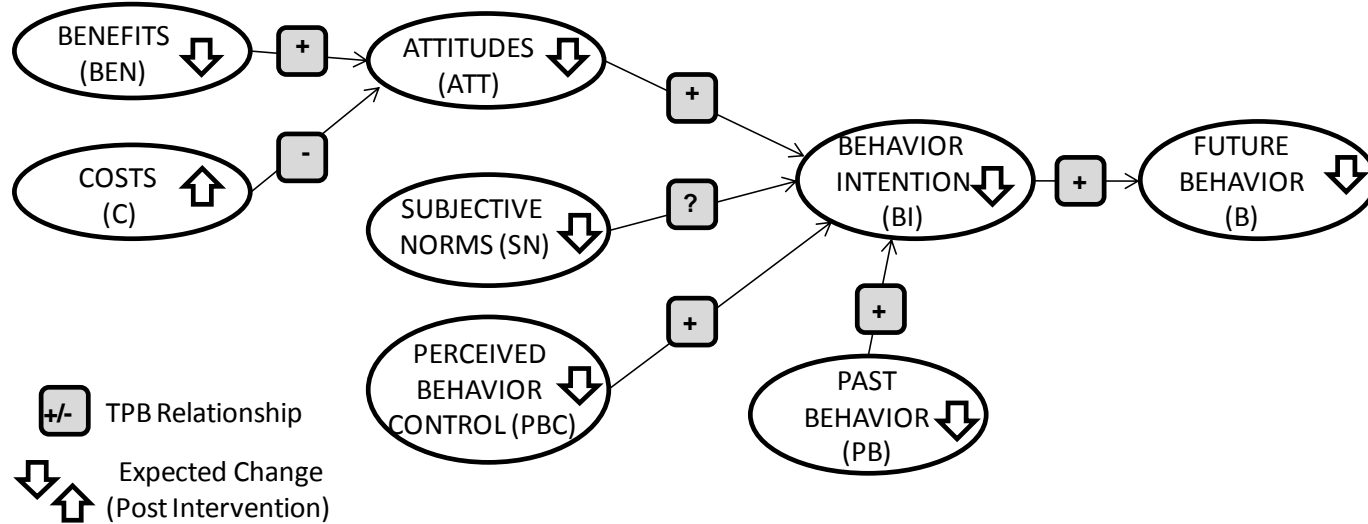 BENEFITS
(BEN)
+
ATTITUDES
(ATT)
+
COSTS
(C)
-
SUBJECTIVE
NORMS (SN)
?
BEHAVIOR
INTENTION
(BI)
+
FUTURE
BEHAVIOR
(B)
PERCEIVED
BEHAVIOR
CONTROL (PBC)
+
+
PAST
BEHAVIOR
(PB)
+/- TPB Relationship
Expected Change
(Post Intervention)